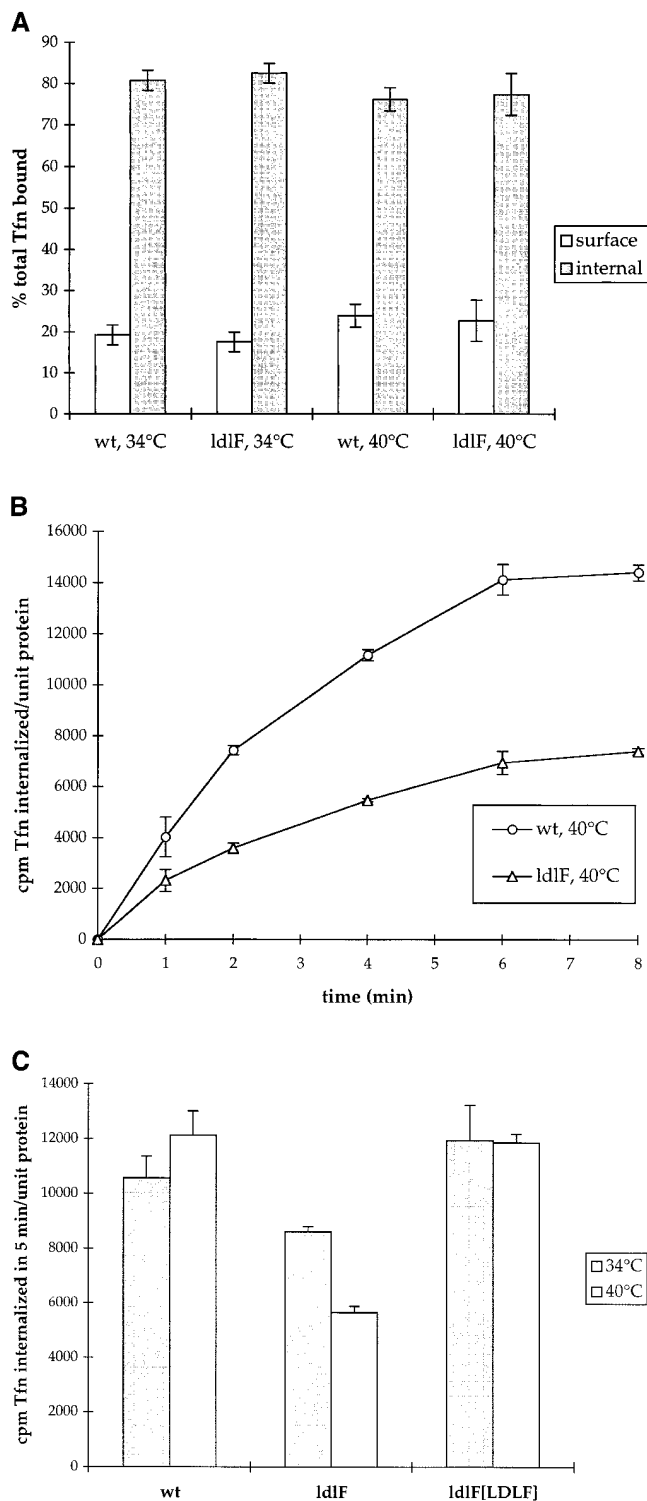 A
90
80
70
60
50
40
30
20
10
0
% total Tfn bound
wt, 34°C
ldlF, 34°C
wt, 40°C
ldlF, 40°C
surface
internal
B
16000
14000
12000
10000
8000
6000
4000
2000
0
cpm Tfn internalized/unit protein
0 1 2 3 4 5 6 7 8
time (min)
wt, 40°C
ldlF, 40°C
C
14000
12000
10000
8000
6000
4000
2000
0
cpm Tfn internalized in 5 min/unit protein
wt
ldlF
ldlF[LDLF]
34°C
40°C